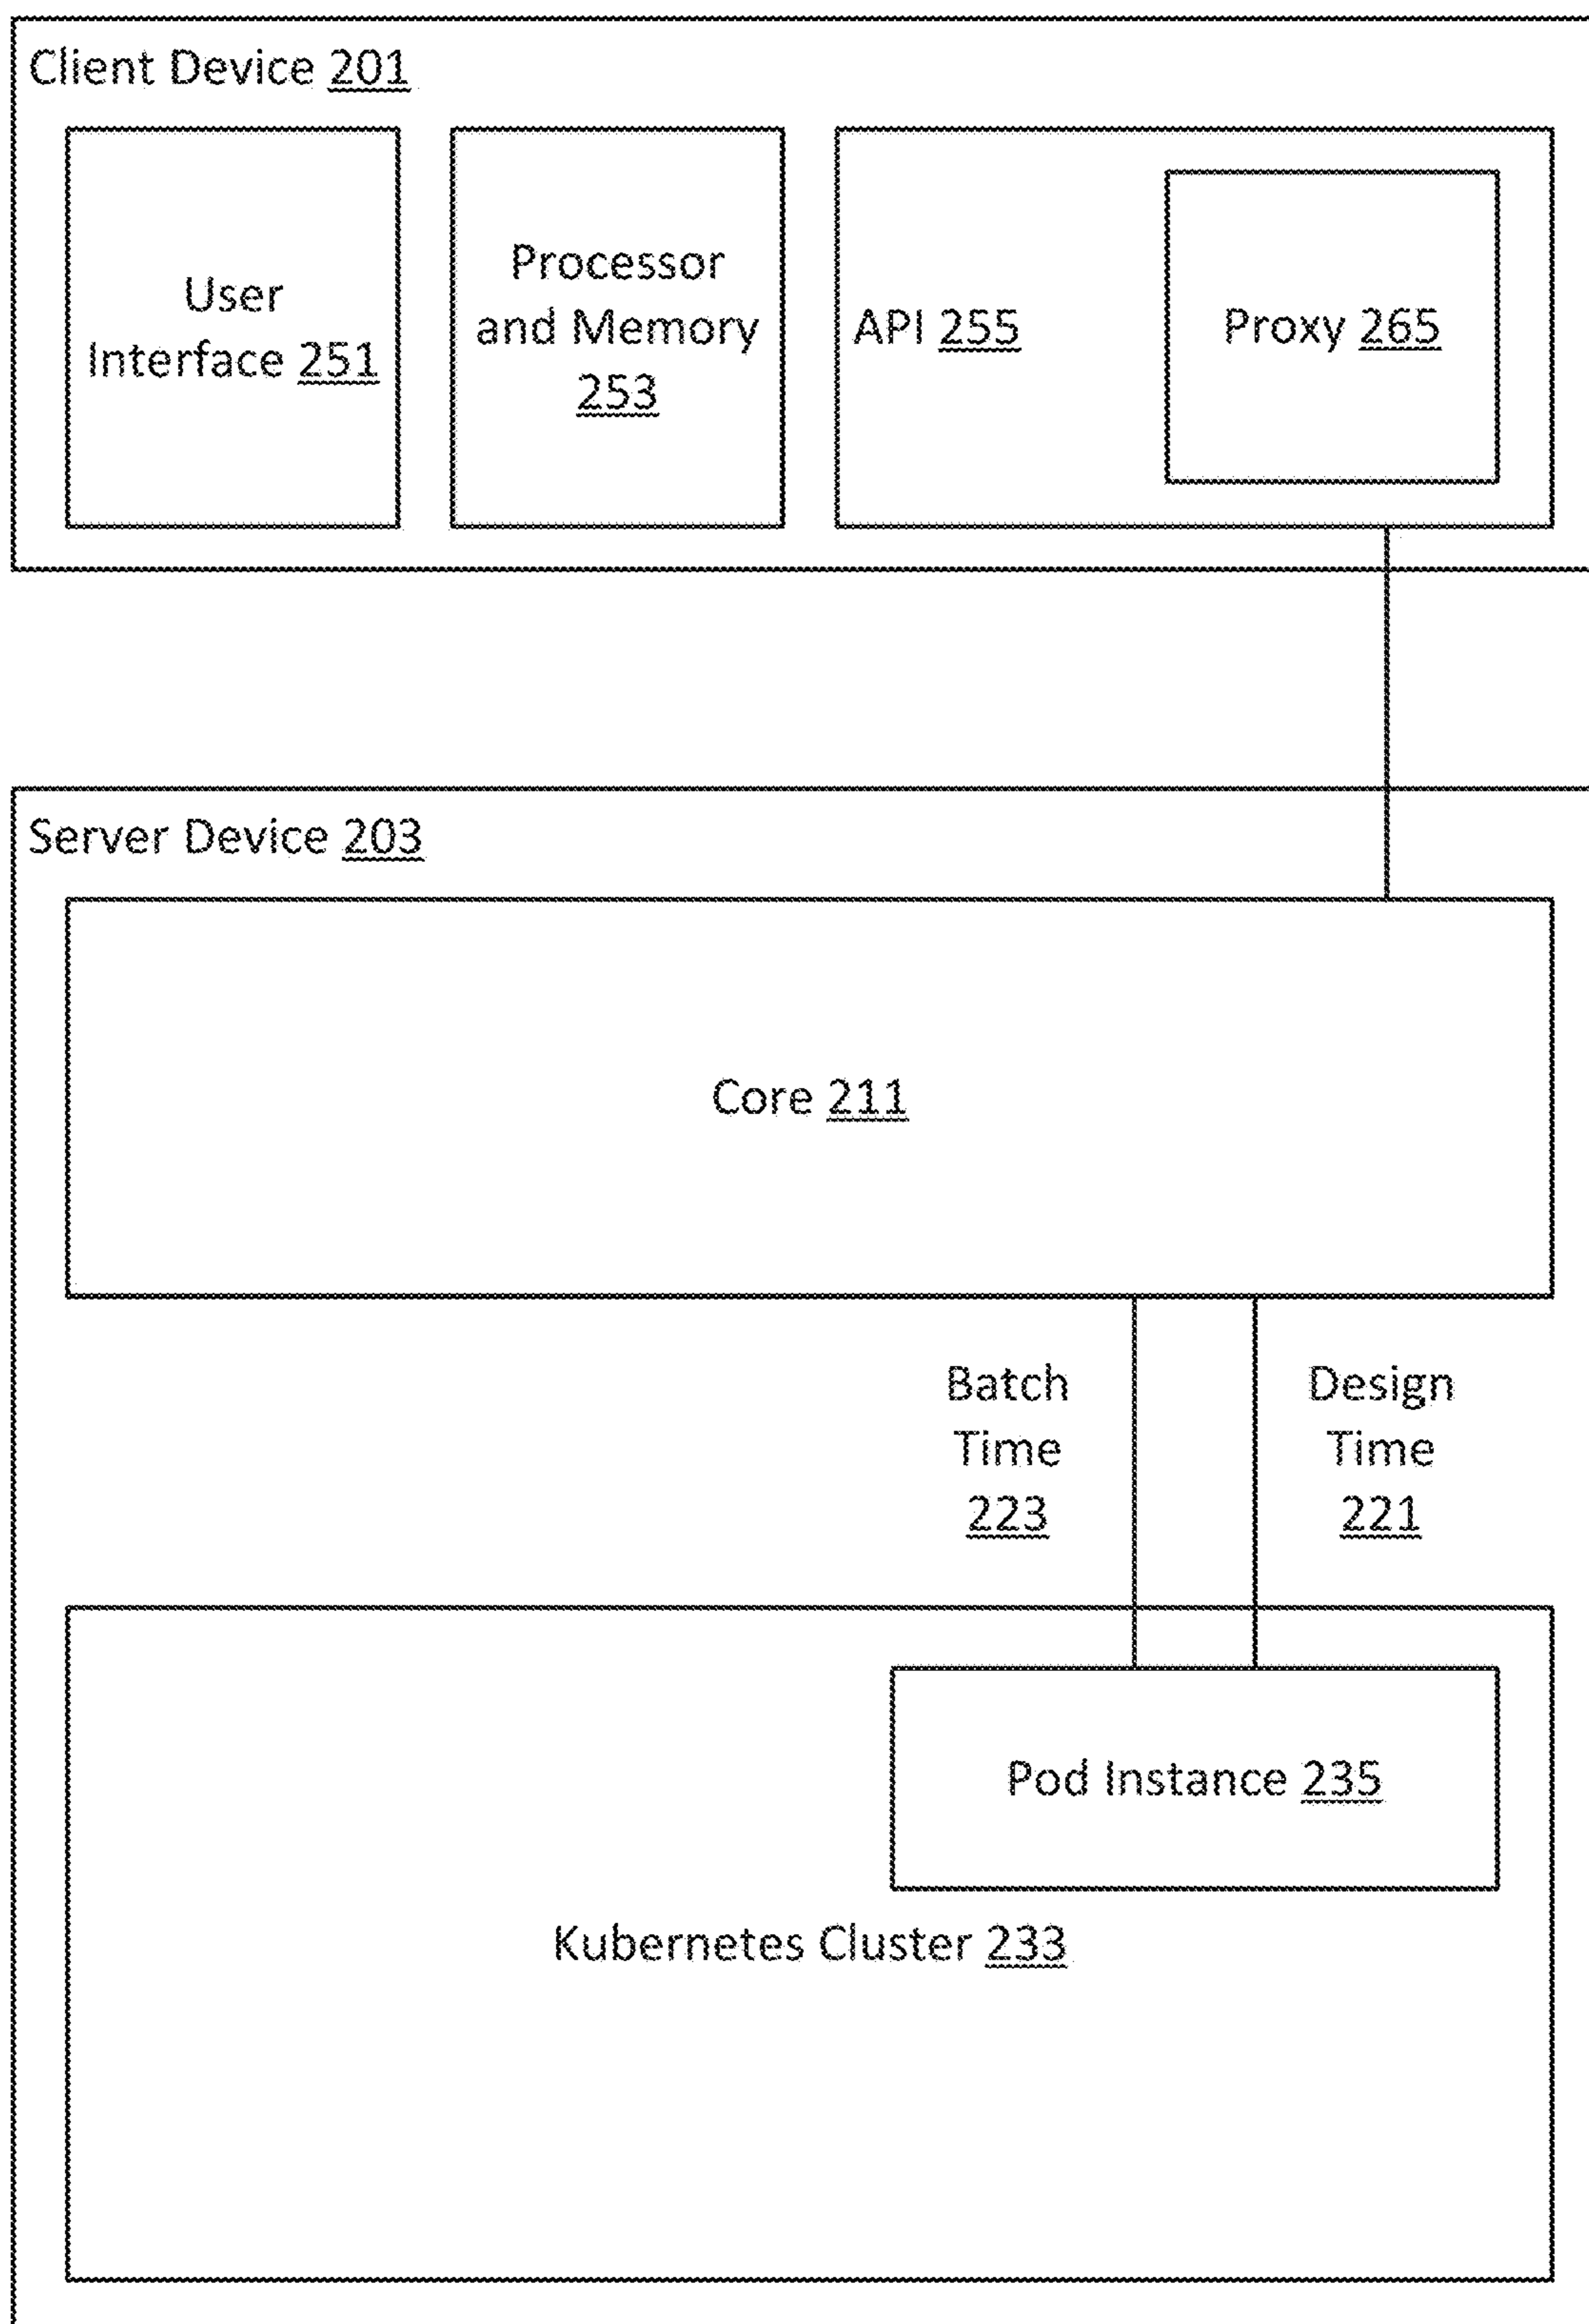 Client Device 201
User
Interface 251
Processor
and Memory
253
API 255
Proxy 265
Server Device 203
Core 211
Batch
Time
223
Design
Time
221
Pod Instance 235
Kubernetes Cluster 233